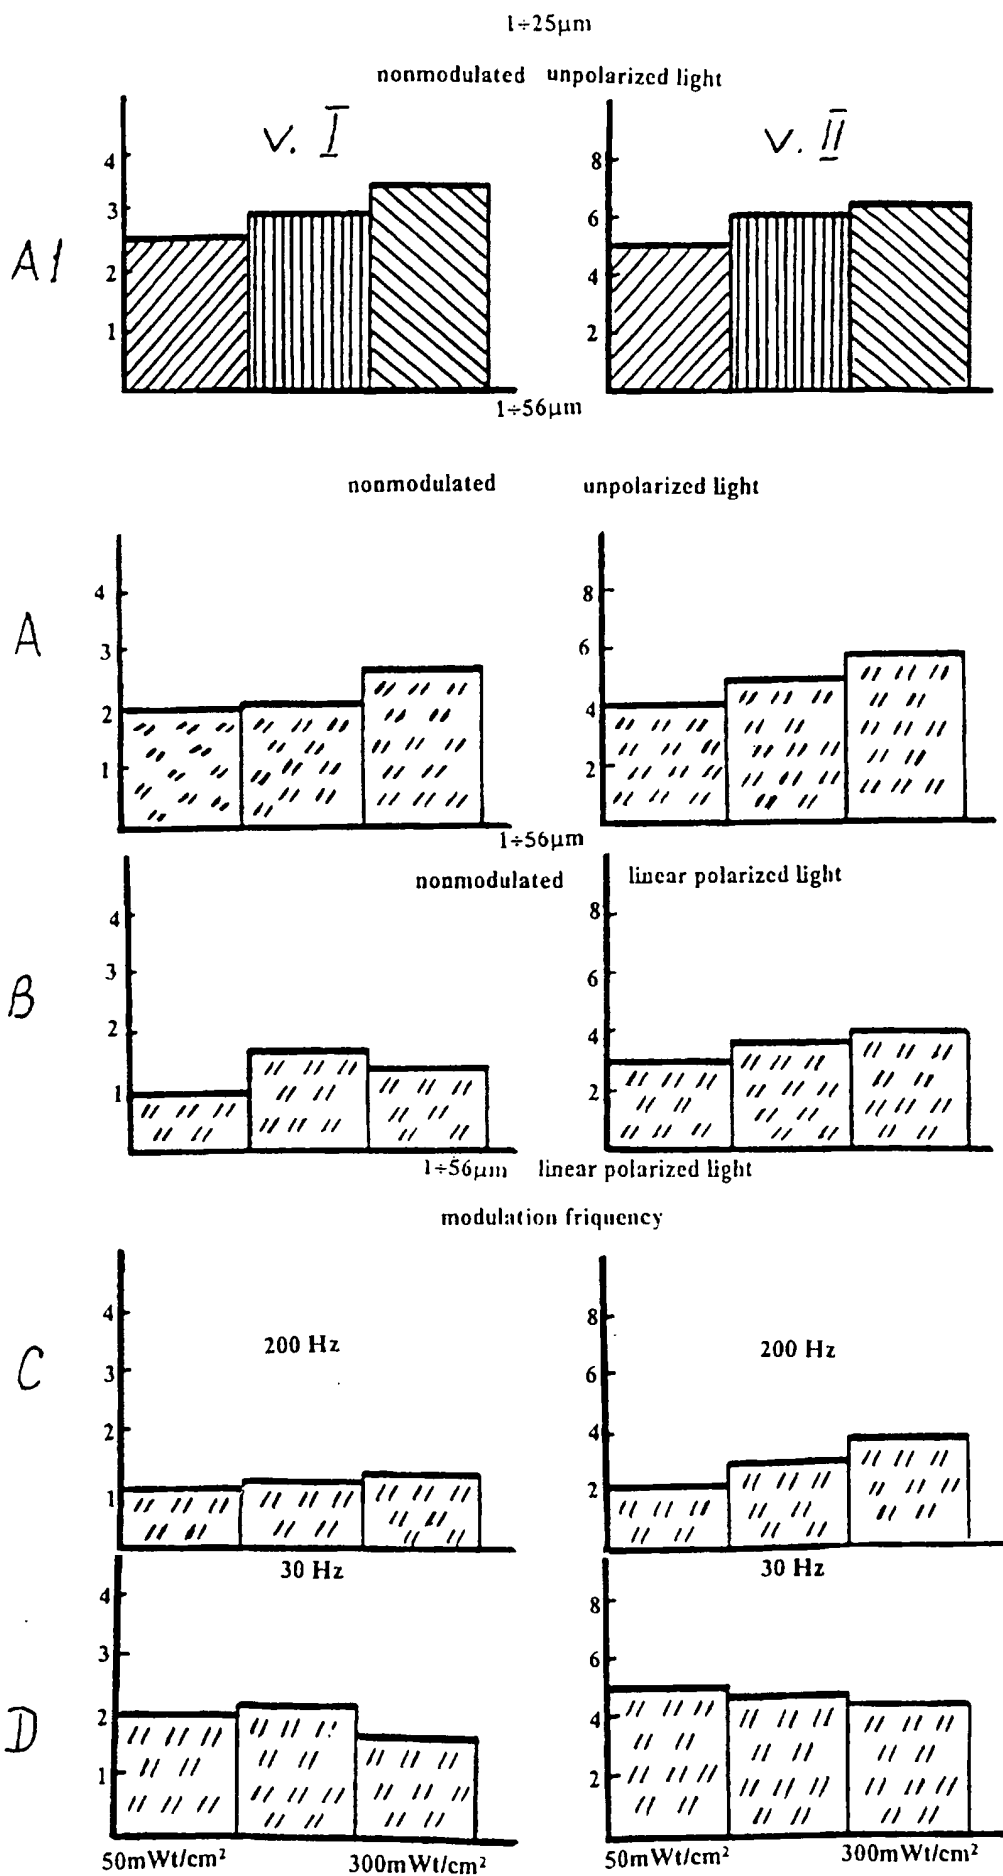 1÷25µm
nonmodulated unpolarized light
v. I v. II
A1
4 8
3 6
2 4
1 2
1÷56µm
nonmodulated unpolarized light
A
4 8
3 6
2 4
1 2
1÷56µm
nonmodulated linear polarized light
B
4 8
3 6
2 4
1 2
1÷56µm linear polarized light
modulation friquency
C
4 8
200 Hz 200 Hz
3 6
2 4
1 2
30 Hz 30 Hz
D
4 8
3 6
2 4
1 2
50mWt/cm² 300mWt/cm² 50mWt/cm² 300mWt/cm²